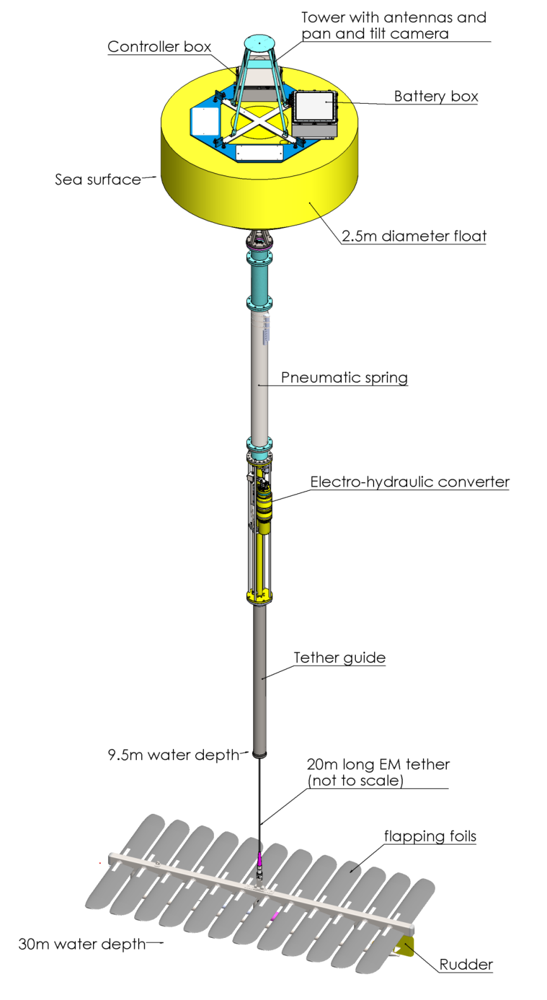 Tower with antennas and
pan and tilt camera
Controller box
Battery box
Sea surface
2.5m diameter float
Pneumatic spring
Electro-hydraulic converter
Tether guide
9.5m water depth
20m long EM tether
(not to scale)
flapping foils
30m water depth
Rudder